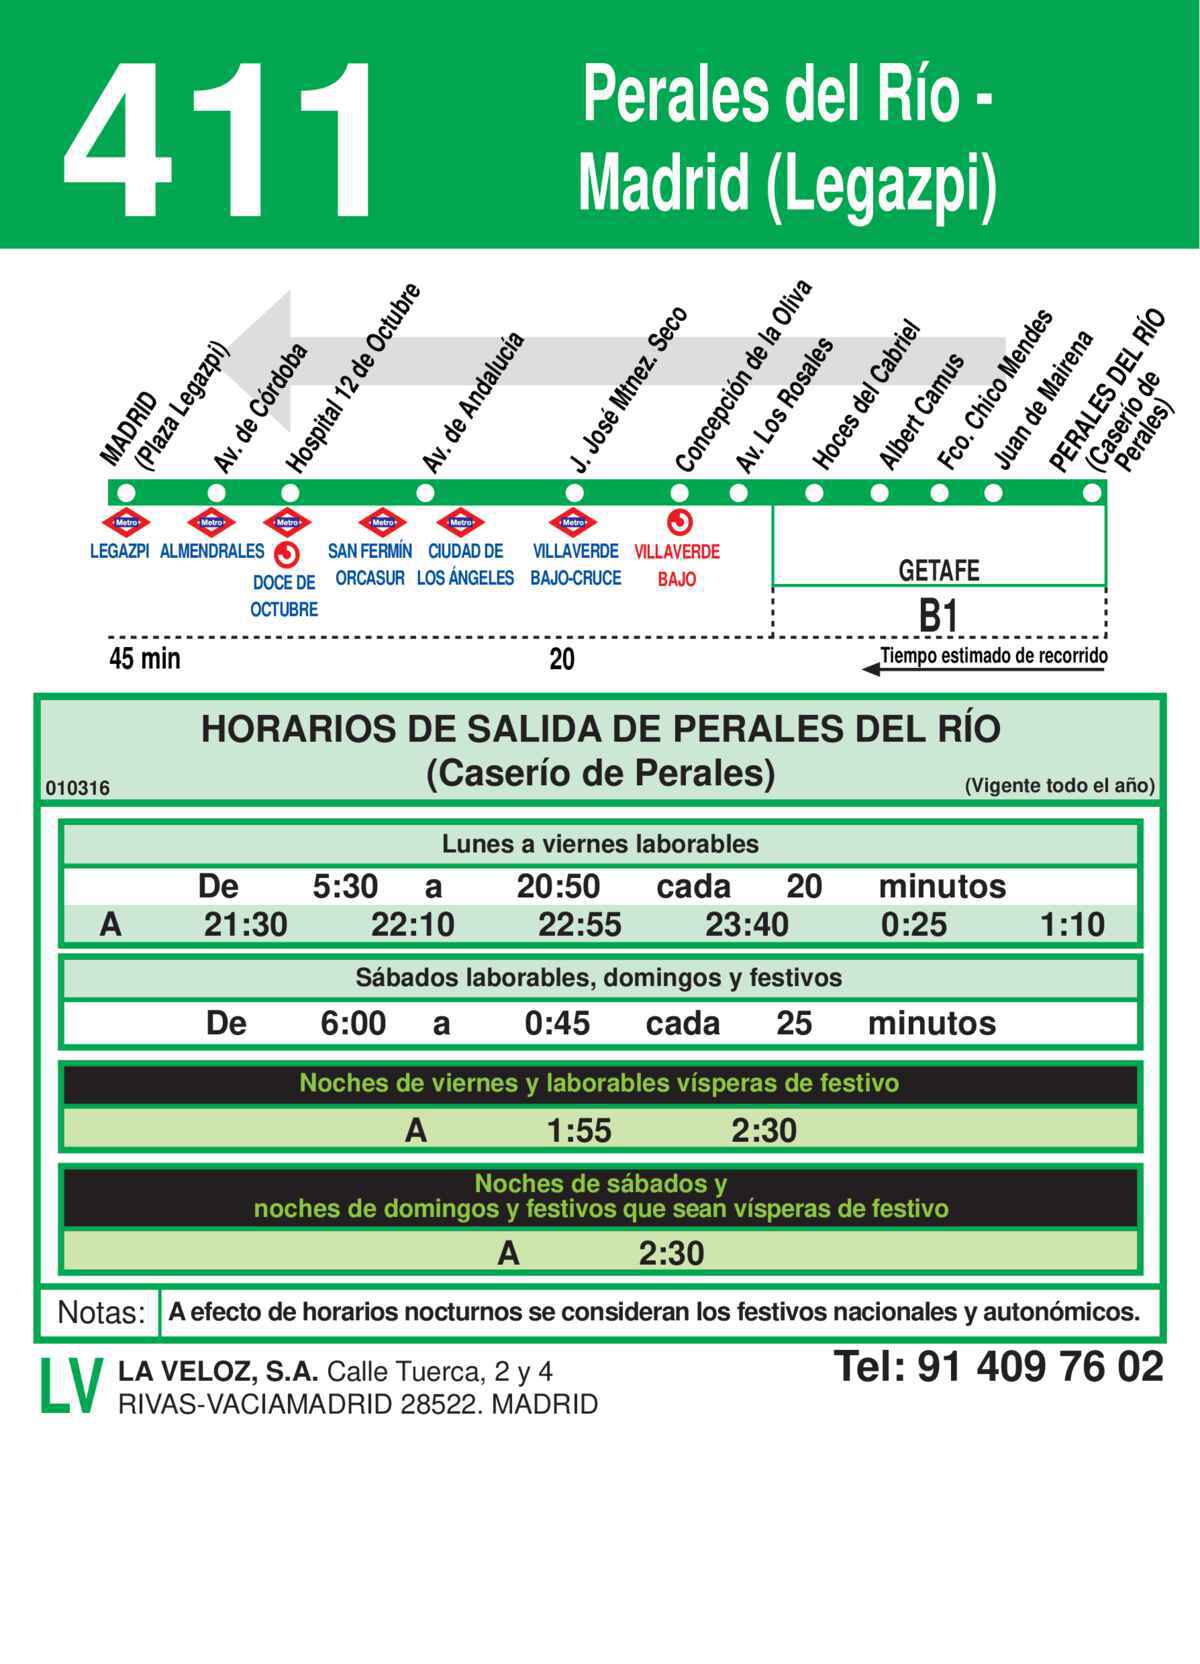 411
Perales del Río -
Madrid (Legazpi)
MADRID
(Plaza Legazpi)
Av. de Córdoba
Hospital 12 de Octubre
Av. de Andalucía
J. José Mtnez. Seco
Concepción de la Oliva
Av. Los Rosales
Hoces del Cabriel
Albert Camus
Fco. Chico Mendes
Juan de Mairena
PERALES DEL RÍO
(Caserío de
Perales)
Metro Metro Metro Metro Metro Metro
LEGAZPI ALMENDRALES
DOCE DE
OCTUBRE
SAN FERMÍN
ORCASUR
CIUDAD DE
LOS ÁNGELES
VILLAVERDE
BAJO-CRUCE
VILLAVERDE
BAJO
GETAFE
B1
45 min 20 Tiempo estimado de recorrido
HORARIOS DE SALIDA DE PERALES DEL RÍO
(Caserío de Perales)
010316 (Vigente todo el año)
Lunes a viernes laborables
De 5:30 a 20:50 cada 20 minutos
A 21:30 22:10 22:55 23:40 0:25 1:10
Sábados laborables, domingos y festivos
De 6:00 a 0:45 cada 25 minutos
Noches de viernes y laborables vísperas de festivo
A 1:55 2:30
Noches de sábados y
noches de domingos y festivos que sean vísperas de festivo
A 2:30
Notas: A efecto de horarios nocturnos se consideran los festivos nacionales y autonómicos.
LV LA VELOZ, S.A. Calle Tuerca, 2 y 4
RIVAS-VACIAMADRID 28522. MADRID
Tel: 91 409 76 02